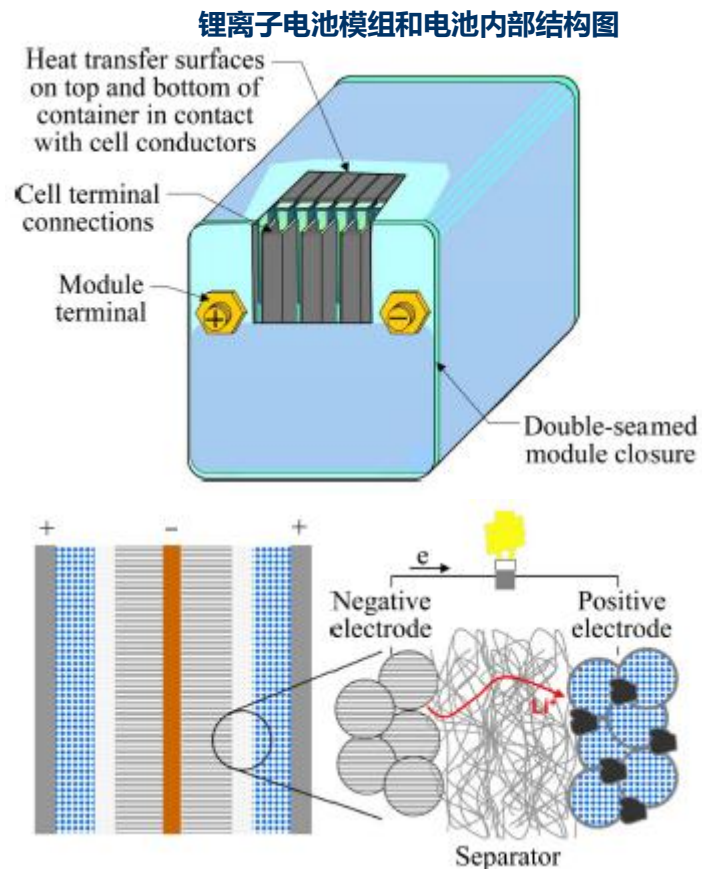 锂离子电池模组和电池内部结构图
Heat transfer surfaces
on top and bottom of
container in contact
with cell conductors
Cell terminal
connections
Module
terminal
+
−
Double-seamed
module closure
+ − +
e
Negative
electrode
Positive
electrode
Li⁺
Separator